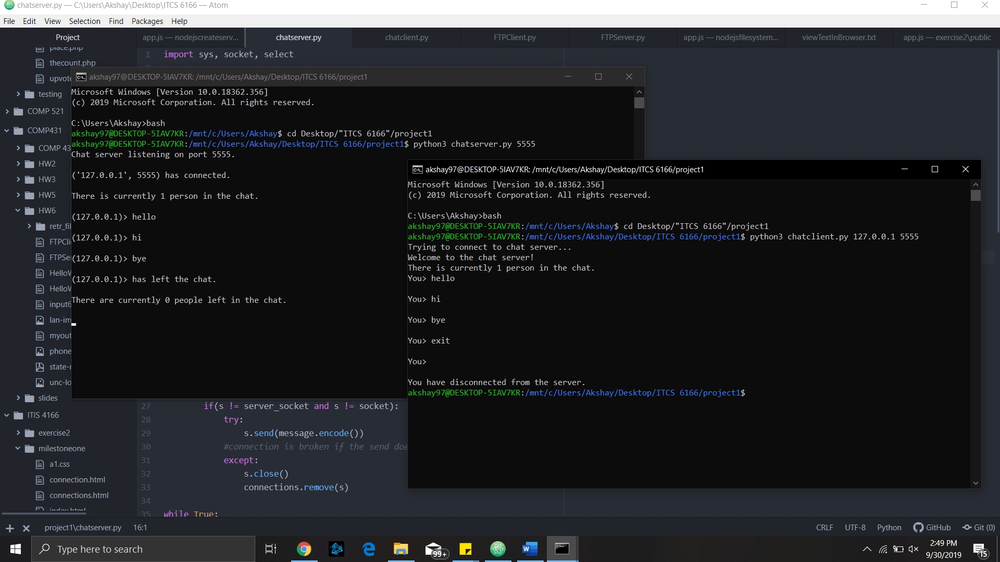 chatserver.py — C:\Users\Akshay\Desktop\ITCS 6166 — Atom
File Edit View Selection Find Packages Help
Project
app.js — nodejscreateserv...
chatserver.py
chatclient.py
FTPClient.py
FTPServer.py
app.js — nodejsfilesystem...
viewTextInBrowser.txt
app.js — exercise2\public
place.php
thecount.php
upvote
testing
COMP 521
COMP431
COMP 43
HW2
HW3
HW5
HW6
retr_fil
FTPCli
FTPSe
HelloW
HelloW
input6
lan-im
myout
phone
state-r
unc-lo
slides
ITIS 4166
exercise2
milestoneone
a1.css
connection.html
connections.html
index.html
1 import sys, socket, select
2
akshay97@DESKTOP-5IAV7KR: /mnt/c/Users/Akshay/Desktop/ITCS 6166/project1
Microsoft Windows [Version 10.0.18362.356]
(c) 2019 Microsoft Corporation. All rights reserved.
C:\Users\Akshay>bash
akshay97@DESKTOP-5IAV7KR:/mnt/c/Users/Akshay$ cd Desktop/"ITCS 6166"/project1
akshay97@DESKTOP-5IAV7KR:/mnt/c/Users/Akshay/Desktop/ITCS 6166/project1$ python3 chatserver.py 5555
Chat server listening on port 5555.
('127.0.0.1', 5555) has connected.
There is currently 1 person in the chat.
(127.0.0.1)> hello
(127.0.0.1)> hi
(127.0.0.1)> bye
(127.0.0.1)> has left the chat.
There are currently 0 people left in the chat.
akshay97@DESKTOP-5IAV7KR: /mnt/c/Users/Akshay/Desktop/ITCS 6166/project1
Microsoft Windows [Version 10.0.18362.356]
(c) 2019 Microsoft Corporation. All rights reserved.
C:\Users\Akshay>bash
akshay97@DESKTOP-5IAV7KR:/mnt/c/Users/Akshay$ cd Desktop/"ITCS 6166"/project1
akshay97@DESKTOP-5IAV7KR:/mnt/c/Users/Akshay/Desktop/ITCS 6166/project1$ python3 chatclient.py 127.0.0.1 5555
Trying to connect to chat server...
Welcome to the chat server!
There is currently 1 person in the chat.
You> hello
You> hi
You> bye
You> exit
You>
You have disconnected from the server.
akshay97@DESKTOP-5IAV7KR:/mnt/c/Users/Akshay/Desktop/ITCS 6166/project1$
27 if(s != server_socket and s != socket):
28 try:
29 s.send(message.encode())
30 #connection is broken if the send doe
31 except:
32 s.close()
33 connections.remove(s)
34
35 while True:
project1\chatserver.py 16:1
CRLF UTF-8 Python GitHub Git (0)
Type here to search
99+
2:49 PM
9/30/2019
15